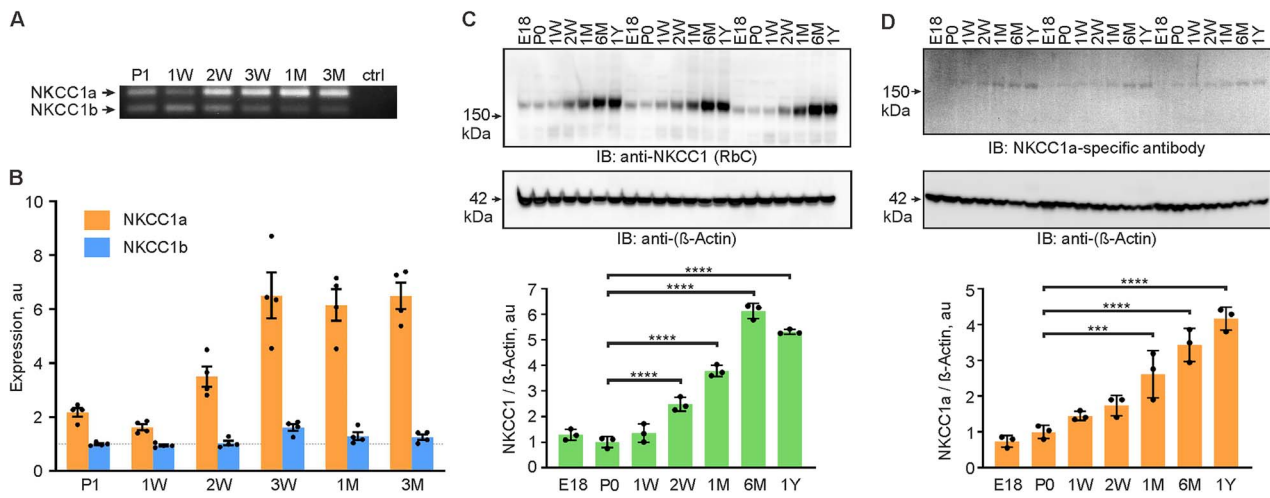 A
P1 1W 2W 3W 1M 3M ctrl
NKCC1a
NKCC1b
B
NKCC1a
NKCC1b
Expression, au
10
8
6
4
2
0
P1 1W 2W 3W 1M 3M
C
E18 P0 1W 2W 1M 6M 1Y E18 P0 1W 2W 1M 6M 1Y E18 P0 1W 2W 1M 6M 1Y
150
kDa
IB: anti-NKCC1 (RbC)
42
kDa
IB: anti-(ß-Actin)
NKCC1 / ß-Actin, au
7
6
5
4
3
2
1
0
****
****
****
****
E18 P0 1W 2W 1M 6M 1Y
D
E18 P0 1W 2W 1M 6M 1Y E18 P0 1W 2W 1M 6M 1Y E18 P0 1W 2W 1M 6M 1Y
150
kDa
IB: NKCC1a-specific antibody
42
kDa
IB: anti-(ß-Actin)
NKCC1a / ß-Actin, au
5
4
3
2
1
0
****
****
***
E18 P0 1W 2W 1M 6M 1Y